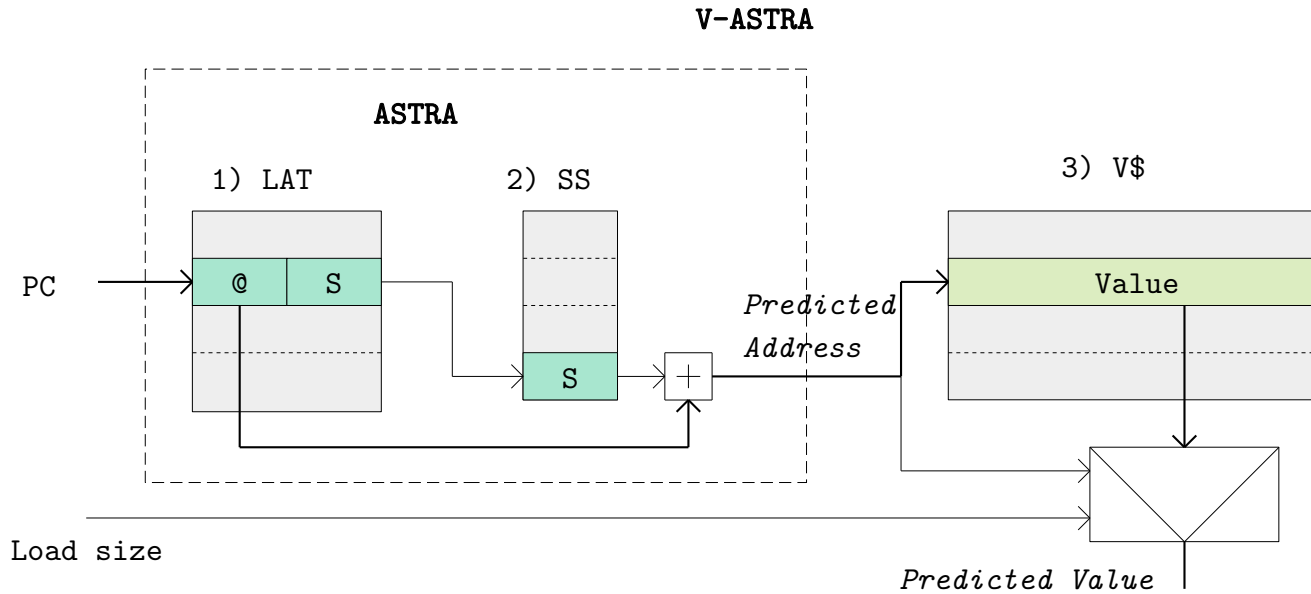 V-ASTRA
ASTRA
1) LAT
2) SS
3) V$
PC
@
S
Value
Predicted
Address
S
+
Load size
Predicted Value